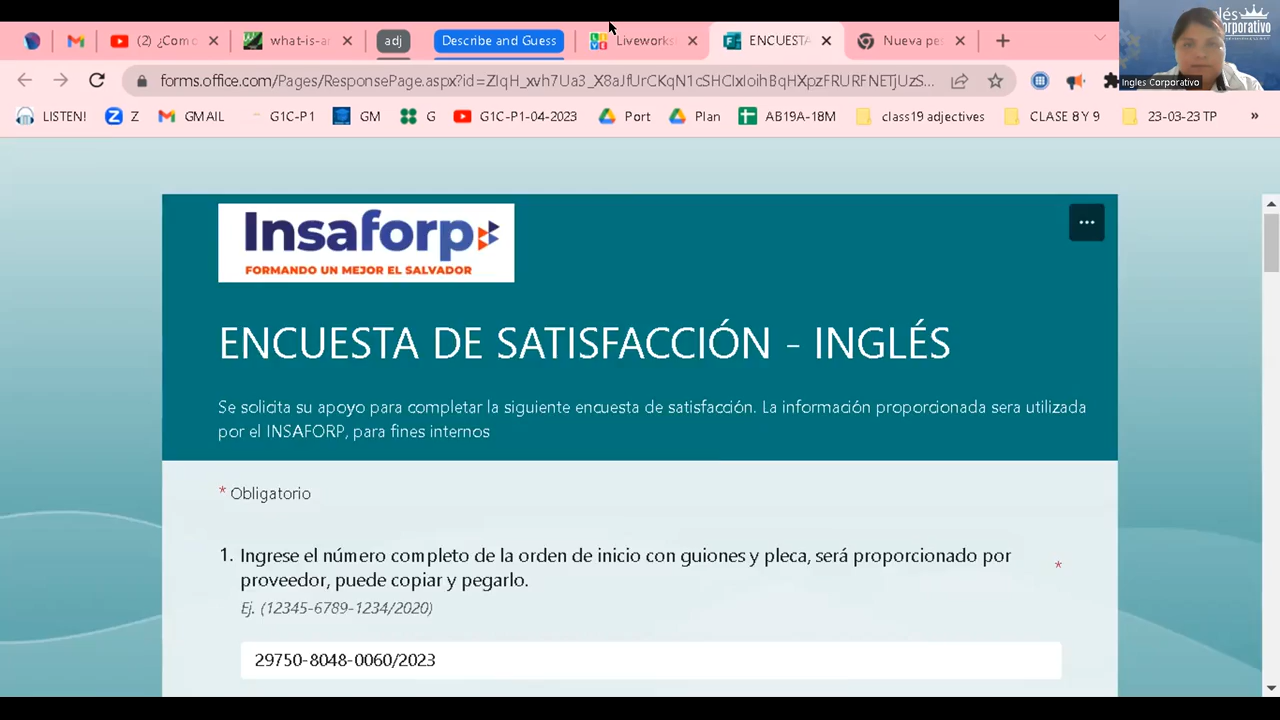 (2) ¿Com
what-is-ar
adj
Describe and Guess
Liveworks
ENCUESTA
Nueva pes
forms.office.com/Pages/ResponsePage.aspx?id=
LISTEN!
Z
GMAIL
G1C-P1
GM
G
G1C-P1-04-2023
Port
Plan
AB19A-18M
class19 adjectives
CLASE 8 Y 9
23-03-23 TP
»
Ingles Corporativo
Insaforp
FORMANDO UN MEJOR EL SALVADOR
ENCUESTA DE SATISFACCIÓN - INGLÉS
Se solicita su apoyo para completar la siguiente encuesta de satisfacción. La información proporcionada sera utilizada
por el INSAFORP, para fines internos
* Obligatorio
1. Ingrese el número completo de la orden de inicio con guiones y pleca, será proporcionado por
proveedor, puede copiar y pegarlo. *
Ej. (12345-6789-1234/2020)
29750-8048-0060/2023